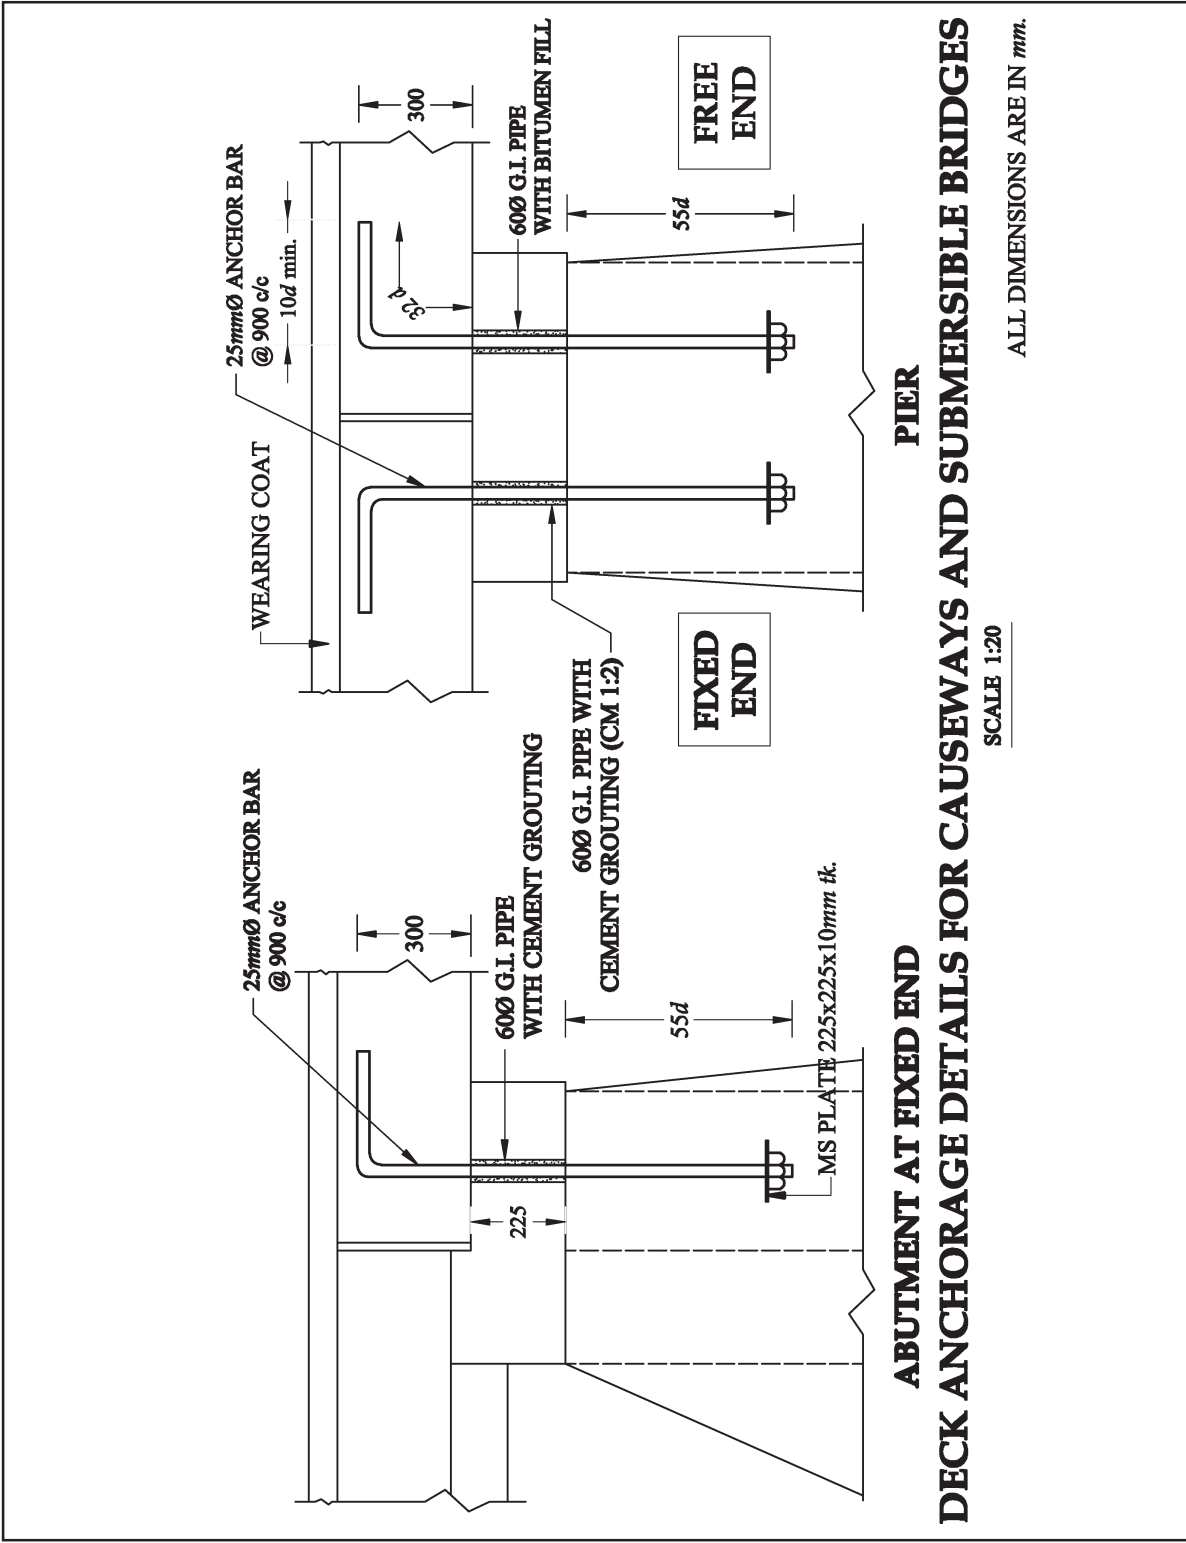 25mmØ ANCHOR BAR
@ 900 c/c
300
60Ø G.I. PIPE
WITH CEMENT GROUTING
225
55d
MS PLATE 225x225x10mm tk.
ABUTMENT AT FIXED END
WEARING COAT
25mmØ ANCHOR BAR
@ 900 c/c
10d min.
300
32 d
60Ø G.I. PIPE
WITH BITUMEN FILL
60Ø G.I. PIPE WITH
CEMENT GROUTING (CM 1:2)
55d
FIXED
END
FREE
END
PIER
DECK ANCHORAGE DETAILS FOR CAUSEWAYS AND SUBMERSIBLE BRIDGES
SCALE 1:20
ALL DIMENSIONS ARE IN mm.